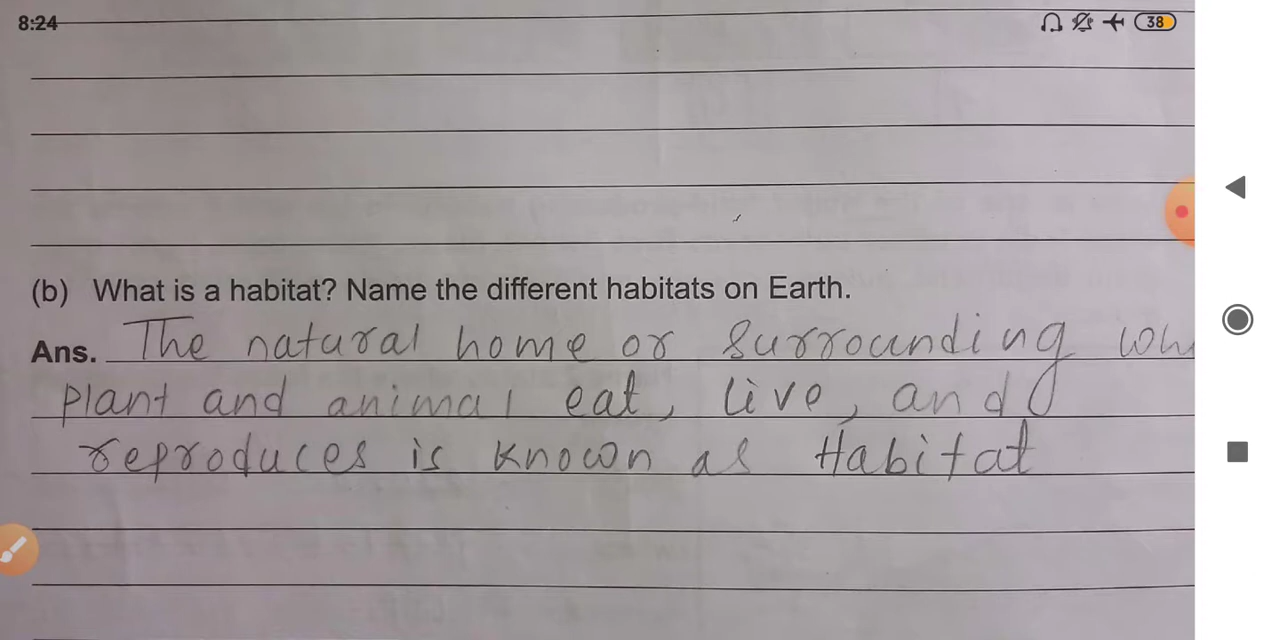 8:24
38
(b) What is a habitat? Name the different habitats on Earth.
Ans. The natural home or surrounding
plant and animal eat, live, and
reproduces is known as Habitat